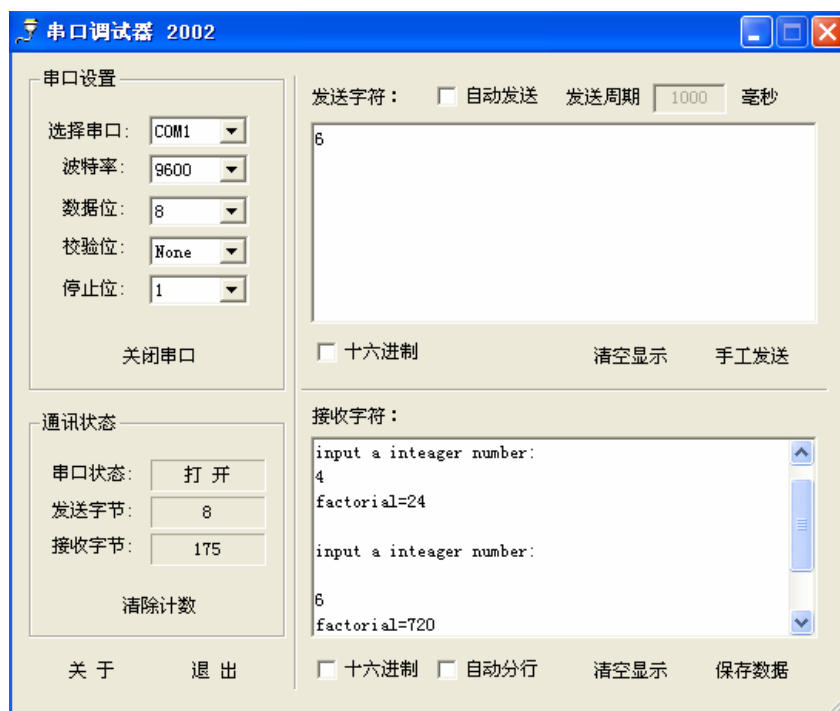 串口调试器 2002
串口设置
选择串口: COM1
波特率: 9600
数据位: 8
校验位: None
停止位: 1
关闭串口
通讯状态
串口状态: 打 开
发送字节: 8
接收字节: 175
清除计数
关 于 退 出
发送字符: 自动发送 发送周期 1000 毫秒
6
十六进制 清空显示 手工发送
接收字符:
input a inteager number:
4
factorial=24
input a inteager number:
6
factorial=720
十六进制 自动分行 清空显示 保存数据